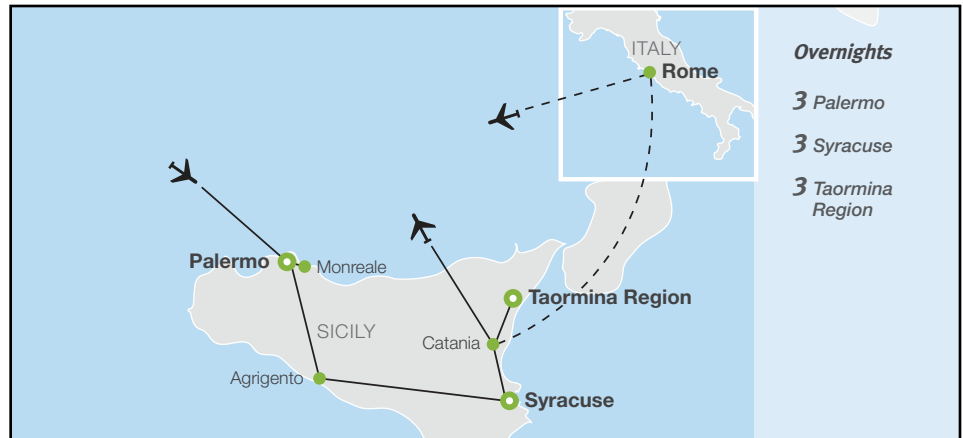 ITALY
Rome
Overnights
3 Palermo
3 Syracuse
3 Taormina
Region
Palermo
Monreale
Taormina Region
SICILY
Catania
Agrigento
Syracuse